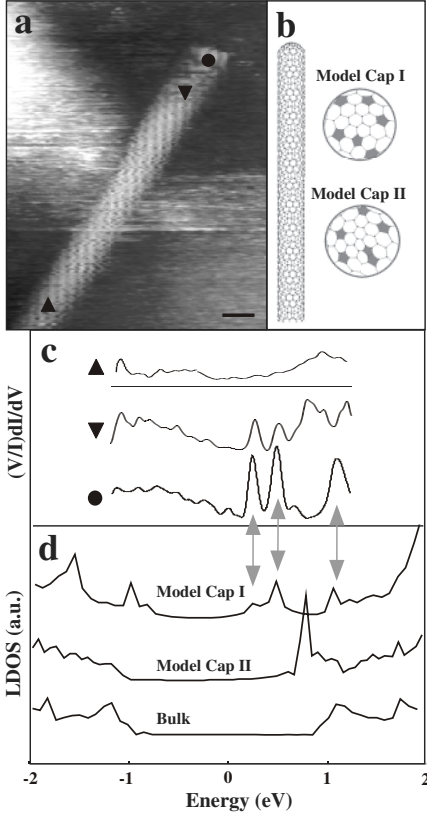 a
b
Model Cap I
Model Cap II
c
(V/I)dI/dV
d
LDOS (a.u.)
Model Cap I
Model Cap II
Bulk
-2
-1
0
1
2
Energy (eV)